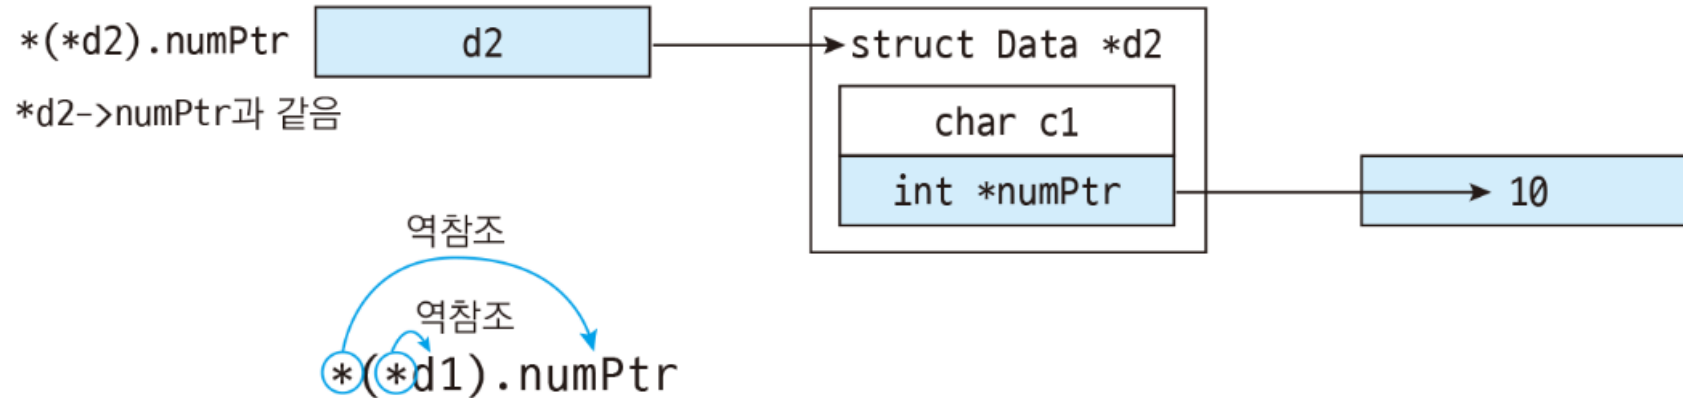 *(*d2).numPtr
d2
struct Data *d2
*d2->numPtr과 같음
char c1
int *numPtr
10
역참조
역참조
*(*d1).numPtr